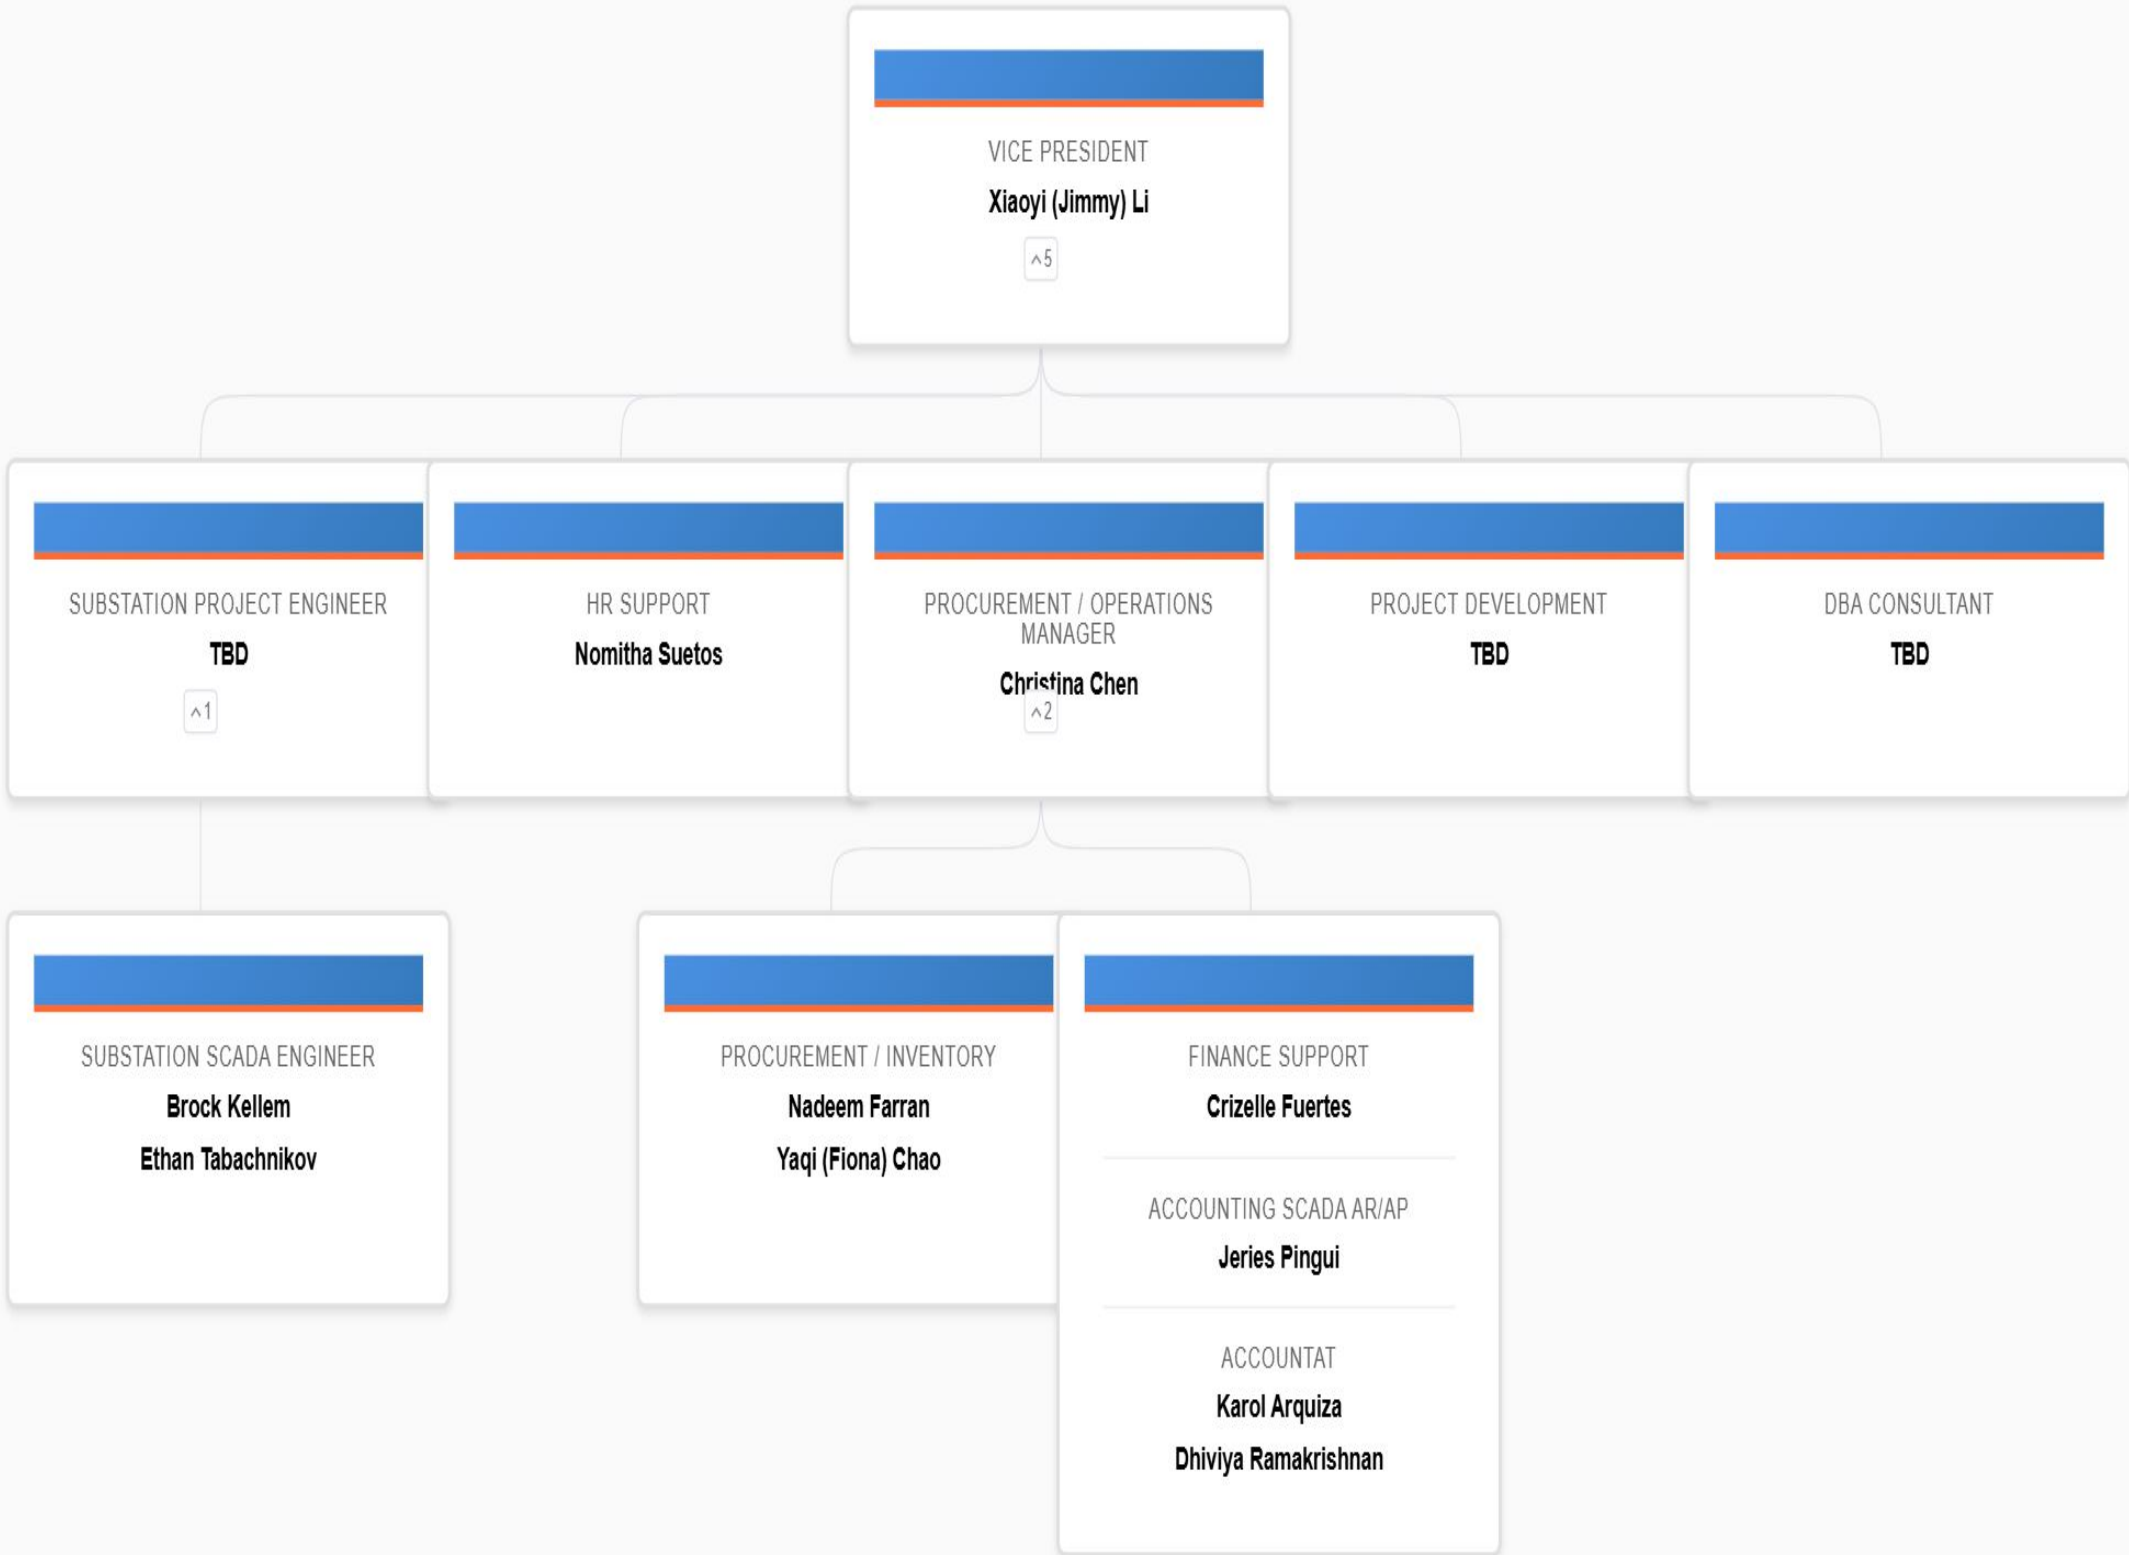 VICE PRESIDENT
Xiaoyi (Jimmy) Li
^5
SUBSTATION PROJECT ENGINEER
TBD
^1
HR SUPPORT
Nomitha Suetos
PROCUREMENT / OPERATIONS
MANAGER
Christina Chen
^2
PROJECT DEVELOPMENT
TBD
DBA CONSULTANT
TBD
SUBSTATION SCADA ENGINEER
Brock Kellem
Ethan Tabachnikov
PROCUREMENT / INVENTORY
Nadeem Farran
Yaqi (Fiona) Chao
FINANCE SUPPORT
Crizelle Fuertes
ACCOUNTING SCADA AR/AP
Jeries Pingui
ACCOUNTAT
Karol Arquiza
Dhiviya Ramakrishnan